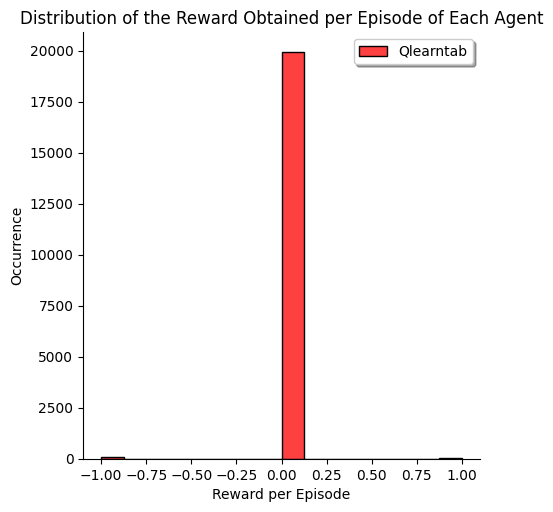 Distribution of the Reward Obtained per Episode of Each Agent
Qlearntab
20000
17500
15000
12500
10000
7500
5000
2500
0
Occurrence
−1.00 −0.75 −0.50 −0.25 0.00 0.25 0.50 0.75 1.00
Reward per Episode